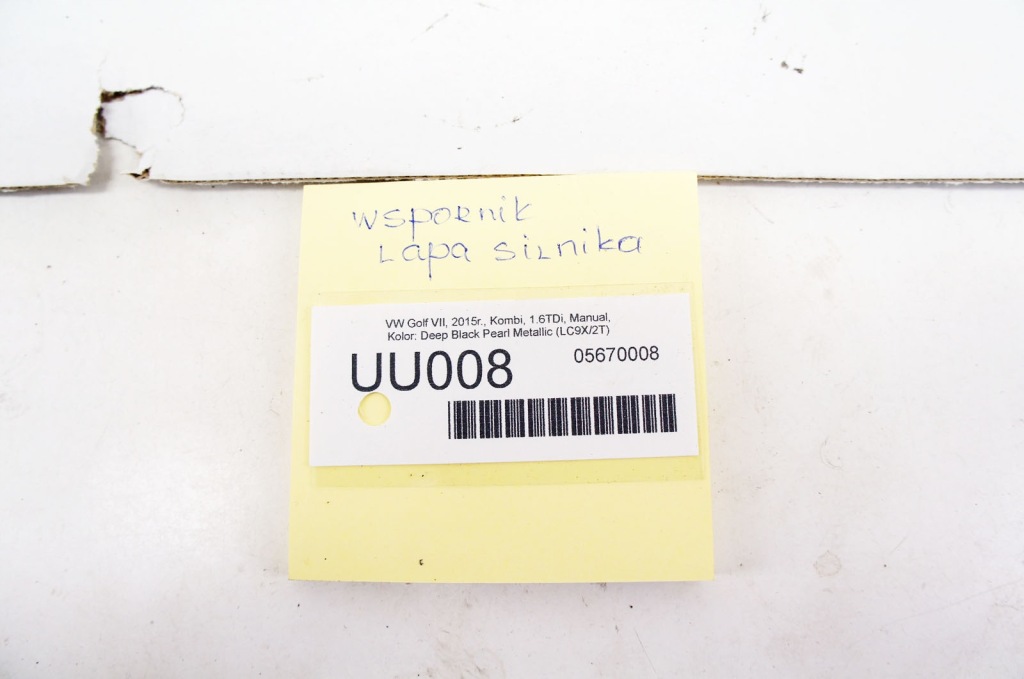 WSPORNIK
LAPA SILNIKA
VW Golf VII, 2015r., Kombi, 1.6TDi, Manual,
Kolor: Deep Black Pearl Metallic (LC9X/2T)
UU008
05670008